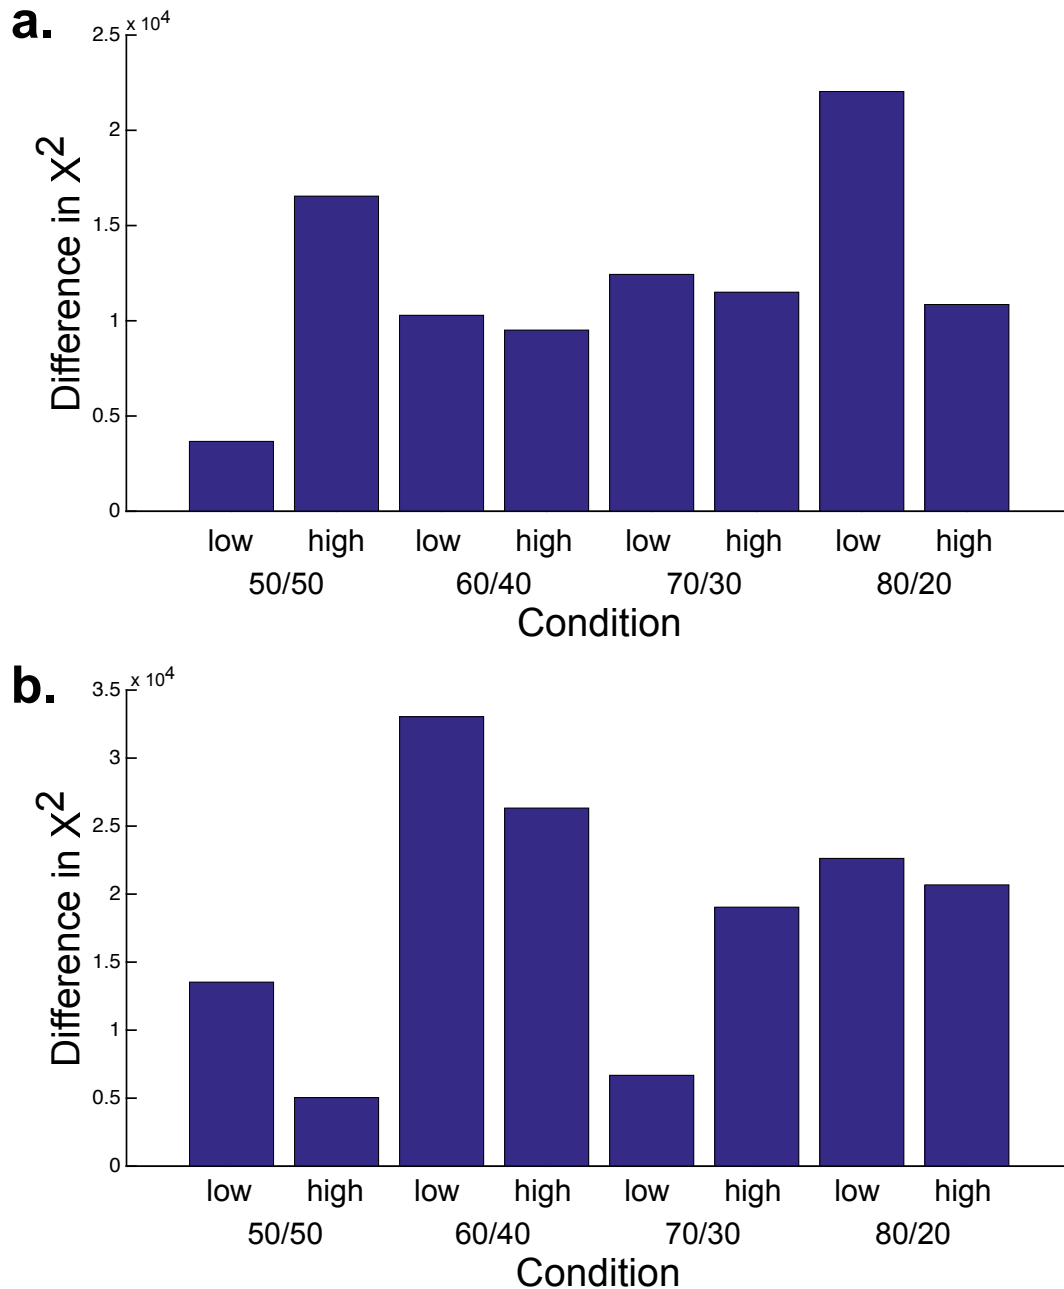 a.
x 10^4
2.5
2
1.5
1
0.5
0
Difference in X^2
low high low high low high low high
50/50 60/40 70/30 80/20
Condition
b.
x 10^4
3.5
3
2.5
2
1.5
1
0.5
0
Difference in X^2
low high low high low high low high
50/50 60/40 70/30 80/20
Condition